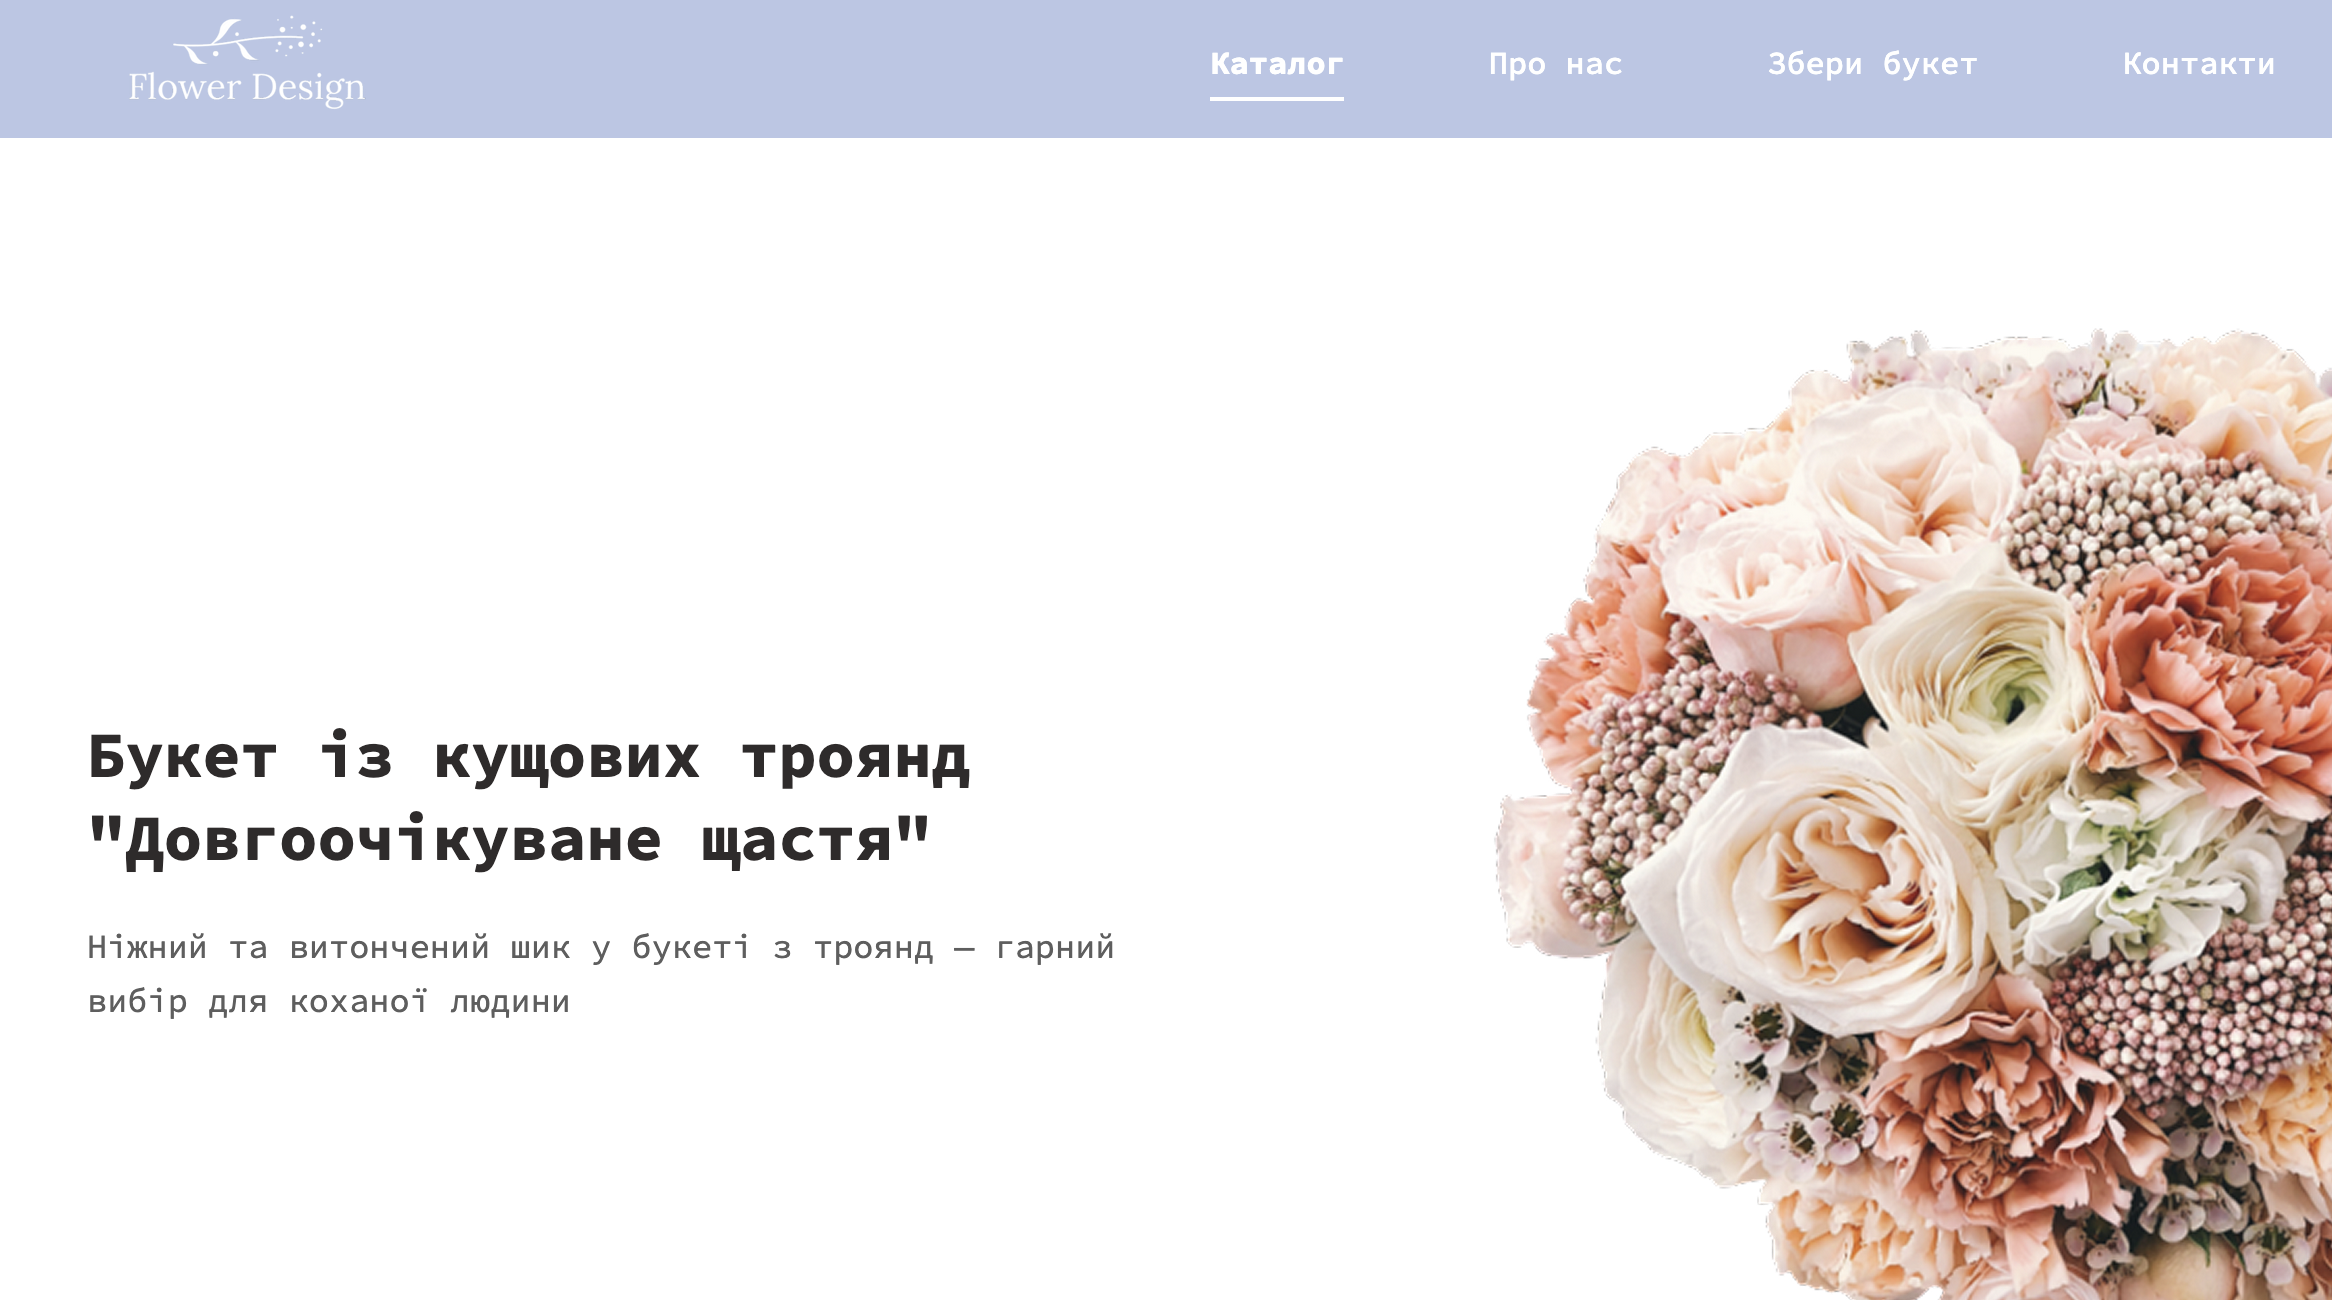 Flower Design
Каталог
Про нас
Збери букет
Контакти
Букет із кущових троянд
"Довгоочікуване щастя"
Ніжний та витончений шик у букеті з троянд — гарний
вибір для коханої людини